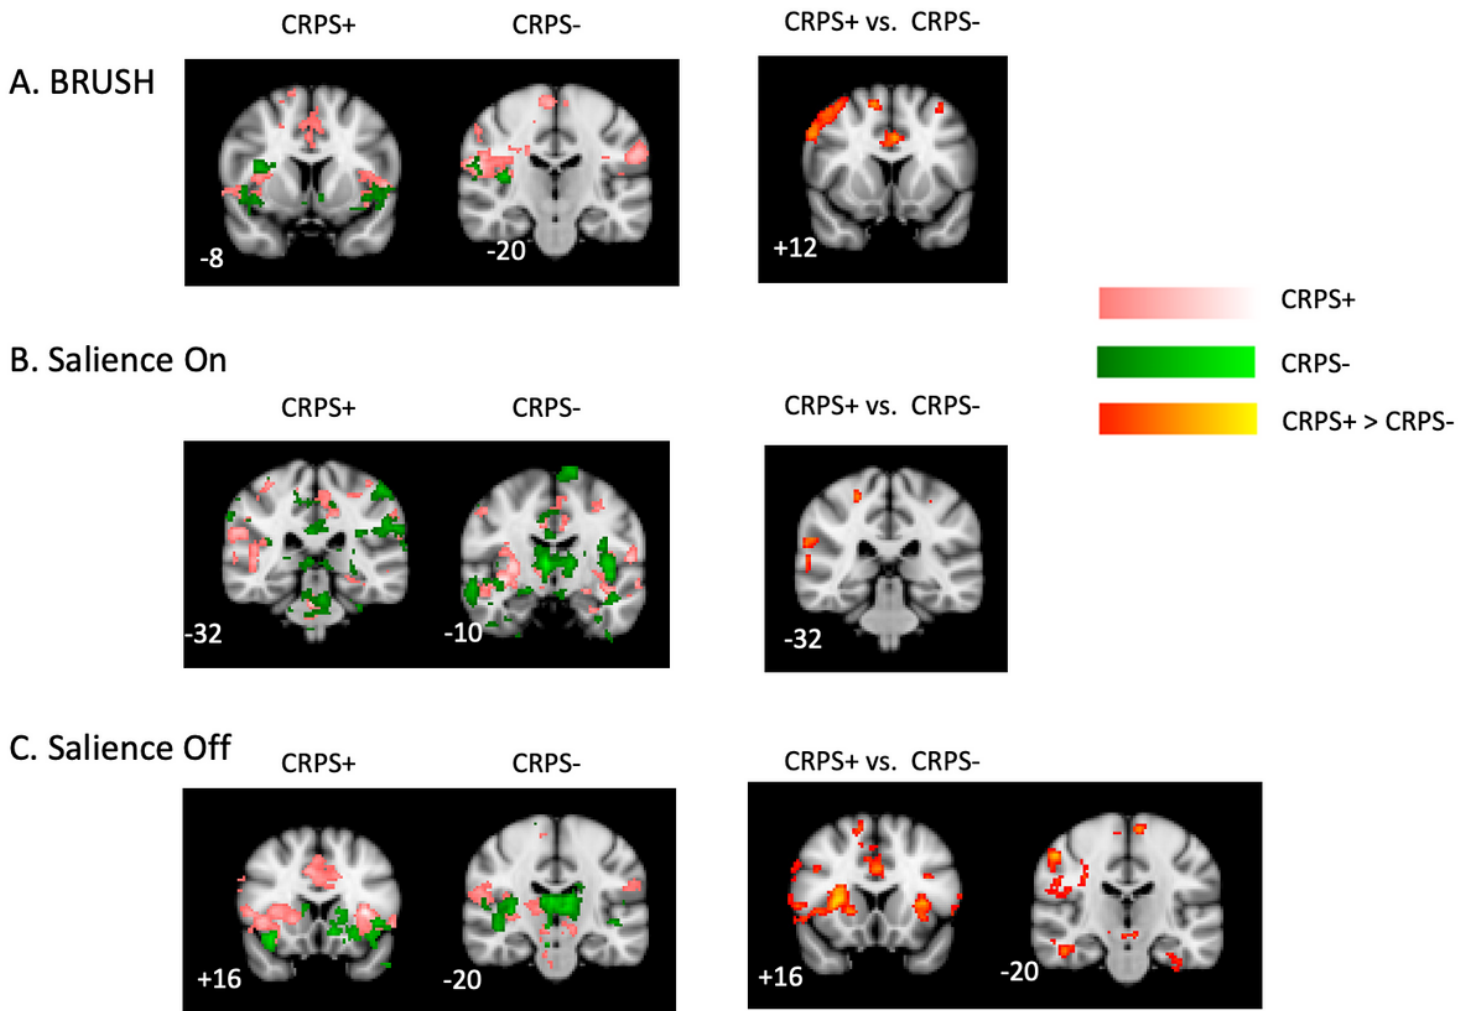 CRPS+ CRPS- CRPS+ vs. CRPS-
A. BRUSH
-8 -20 +12
CRPS+
CRPS-
CRPS+ > CRPS-
B. Salience On
CRPS+ CRPS- CRPS+ vs. CRPS-
-32 -10 -32
C. Salience Off
CRPS+ CRPS- CRPS+ vs. CRPS-
+16 -20 +16 -20